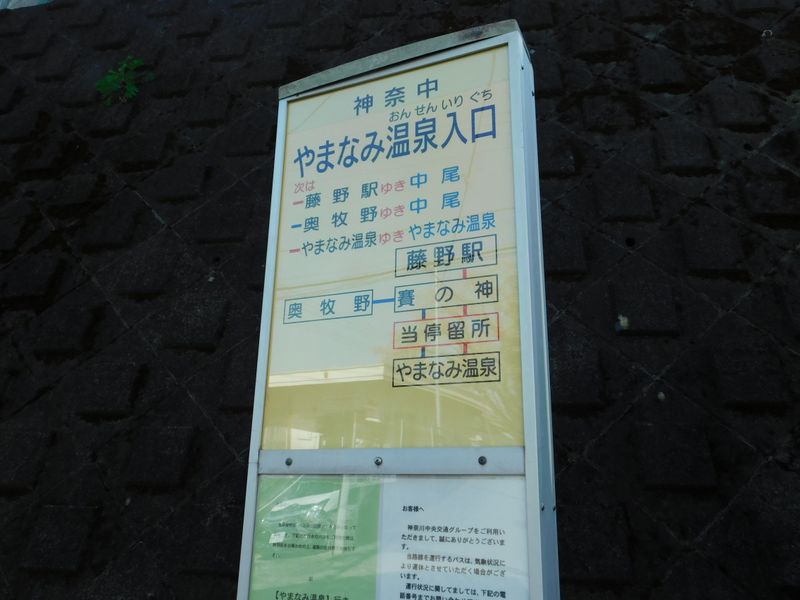 神奈中
おんせんいりぐち
やまなみ温泉入口
次は
藤野駅ゆき 中尾
奥牧野ゆき 中尾
やまなみ温泉ゆき やまなみ温泉
藤野駅
奥牧野 賽の神
当停留所
やまなみ温泉
お客様へ
神奈川中央交通グループをご利用い
ただきまして、誠にありがとうございま
す。
当路線を運行するバスは、気象状況に
より運休とさせていただく場合がござ
います。
運行状況に関してましては、下記の電
【やまなみ温泉】